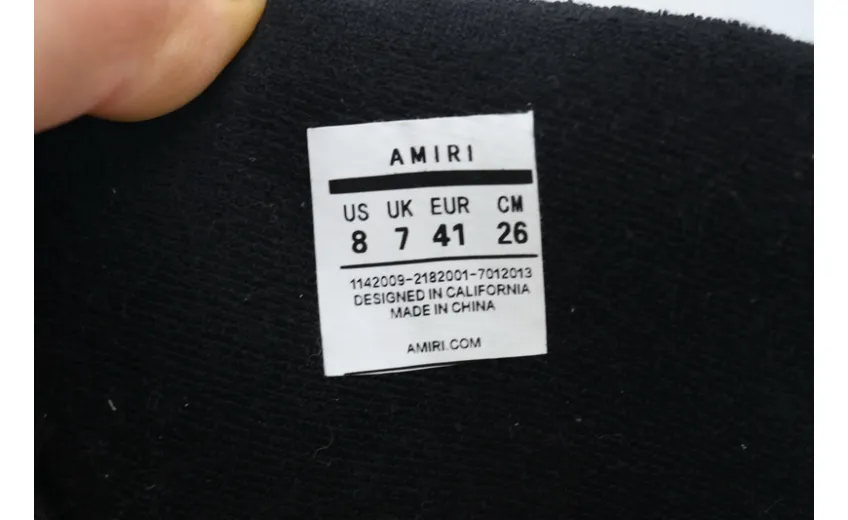 AMIRI
US UK EUR CM
8 7 41 26
1142009-2182001-7012013
DESIGNED IN CALIFORNIA
MADE IN CHINA
AMIRI.COM